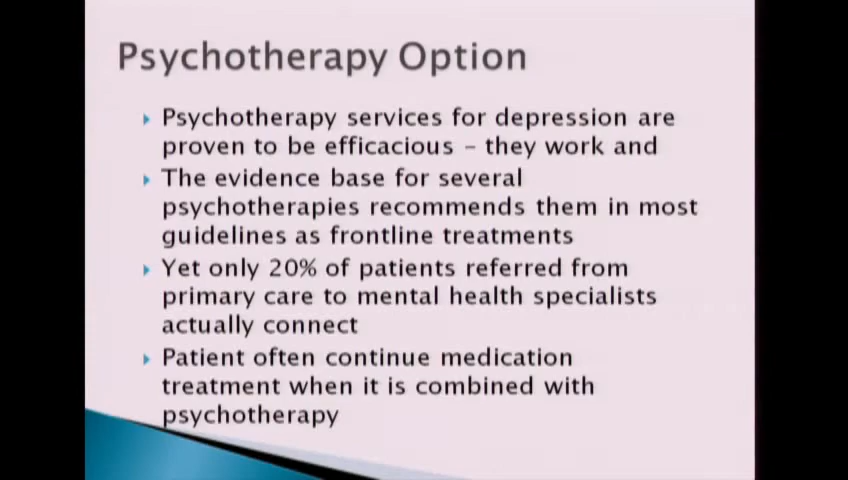 Psychotherapy Option
Psychotherapy services for depression are
proven to be efficacious – they work and
The evidence base for several
psychotherapies recommends them in most
guidelines as frontline treatments
Yet only 20% of patients referred from
primary care to mental health specialists
actually connect
Patient often continue medication
treatment when it is combined with
psychotherapy